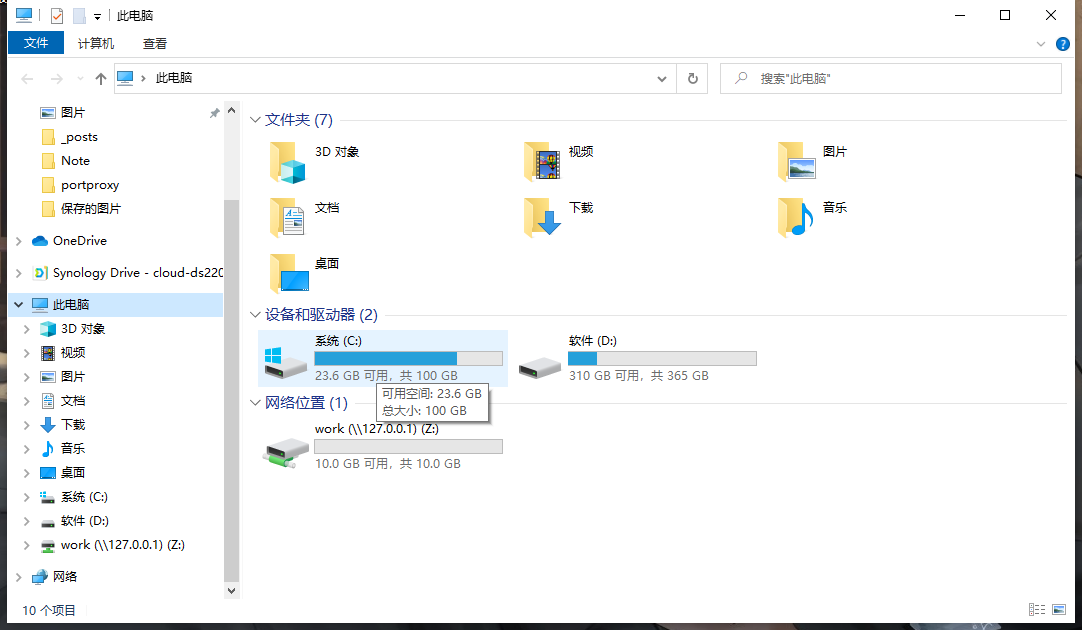 此电脑
文件 计算机 查看
此电脑
搜索"此电脑"
图片
_posts
Note
portproxy
保存的图片
OneDrive
Synology Drive - cloud-ds220
此电脑
3D 对象
视频
图片
文档
下载
音乐
桌面
系统 (C:)
软件 (D:)
work (\\127.0.0.1) (Z:)
网络
文件夹 (7)
3D 对象
视频
图片
文档
下载
音乐
桌面
设备和驱动器 (2)
系统 (C:)
23.6 GB 可用，共 100 GB
软件 (D:)
310 GB 可用，共 365 GB
可用空间: 23.6 GB
总大小: 100 GB
网络位置 (1)
work (\\127.0.0.1) (Z:)
10.0 GB 可用，共 10.0 GB
10 个项目